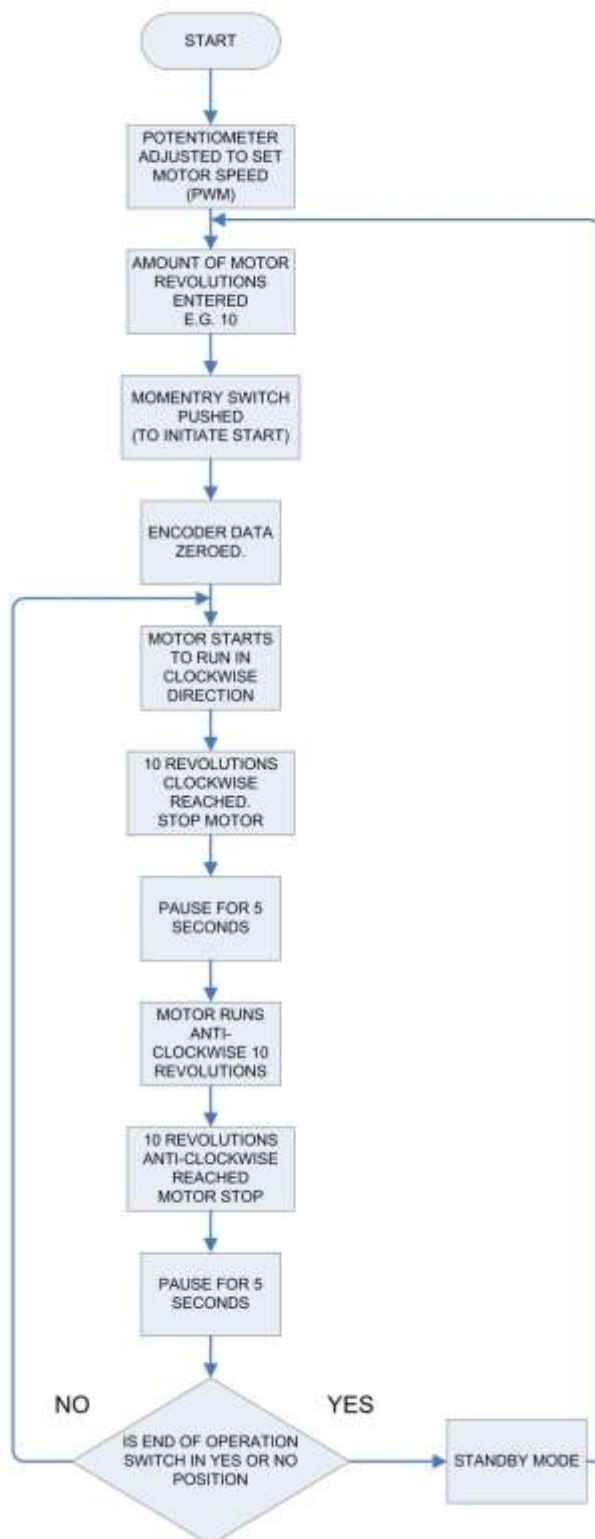 START
POTENTIOMETER
ADJUSTED TO SET
MOTOR SPEED
(PWM)
AMOUNT OF MOTOR
REVOLUTIONS
ENTERED
E.G. 10
MOMENTRY SWITCH
PUSHED
(TO INITIATE START)
ENCODER DATA
ZEROED.
MOTOR STARTS
TO RUN IN
CLOCKWISE
DIRECTION
10 REVOLUTIONS
CLOCKWISE
REACHED.
STOP MOTOR
PAUSE FOR 5
SECONDS
MOTOR RUNS
ANTI-
CLOCKWISE 10
REVOLUTIONS
10 REVOLUTIONS
ANTI-CLOCKWISE
REACHED
MOTOR STOP
PAUSE FOR 5
SECONDS
NO
YES
IS END OF OPERATION
SWITCH IN YES OR NO
POSITION
STANDBY MODE